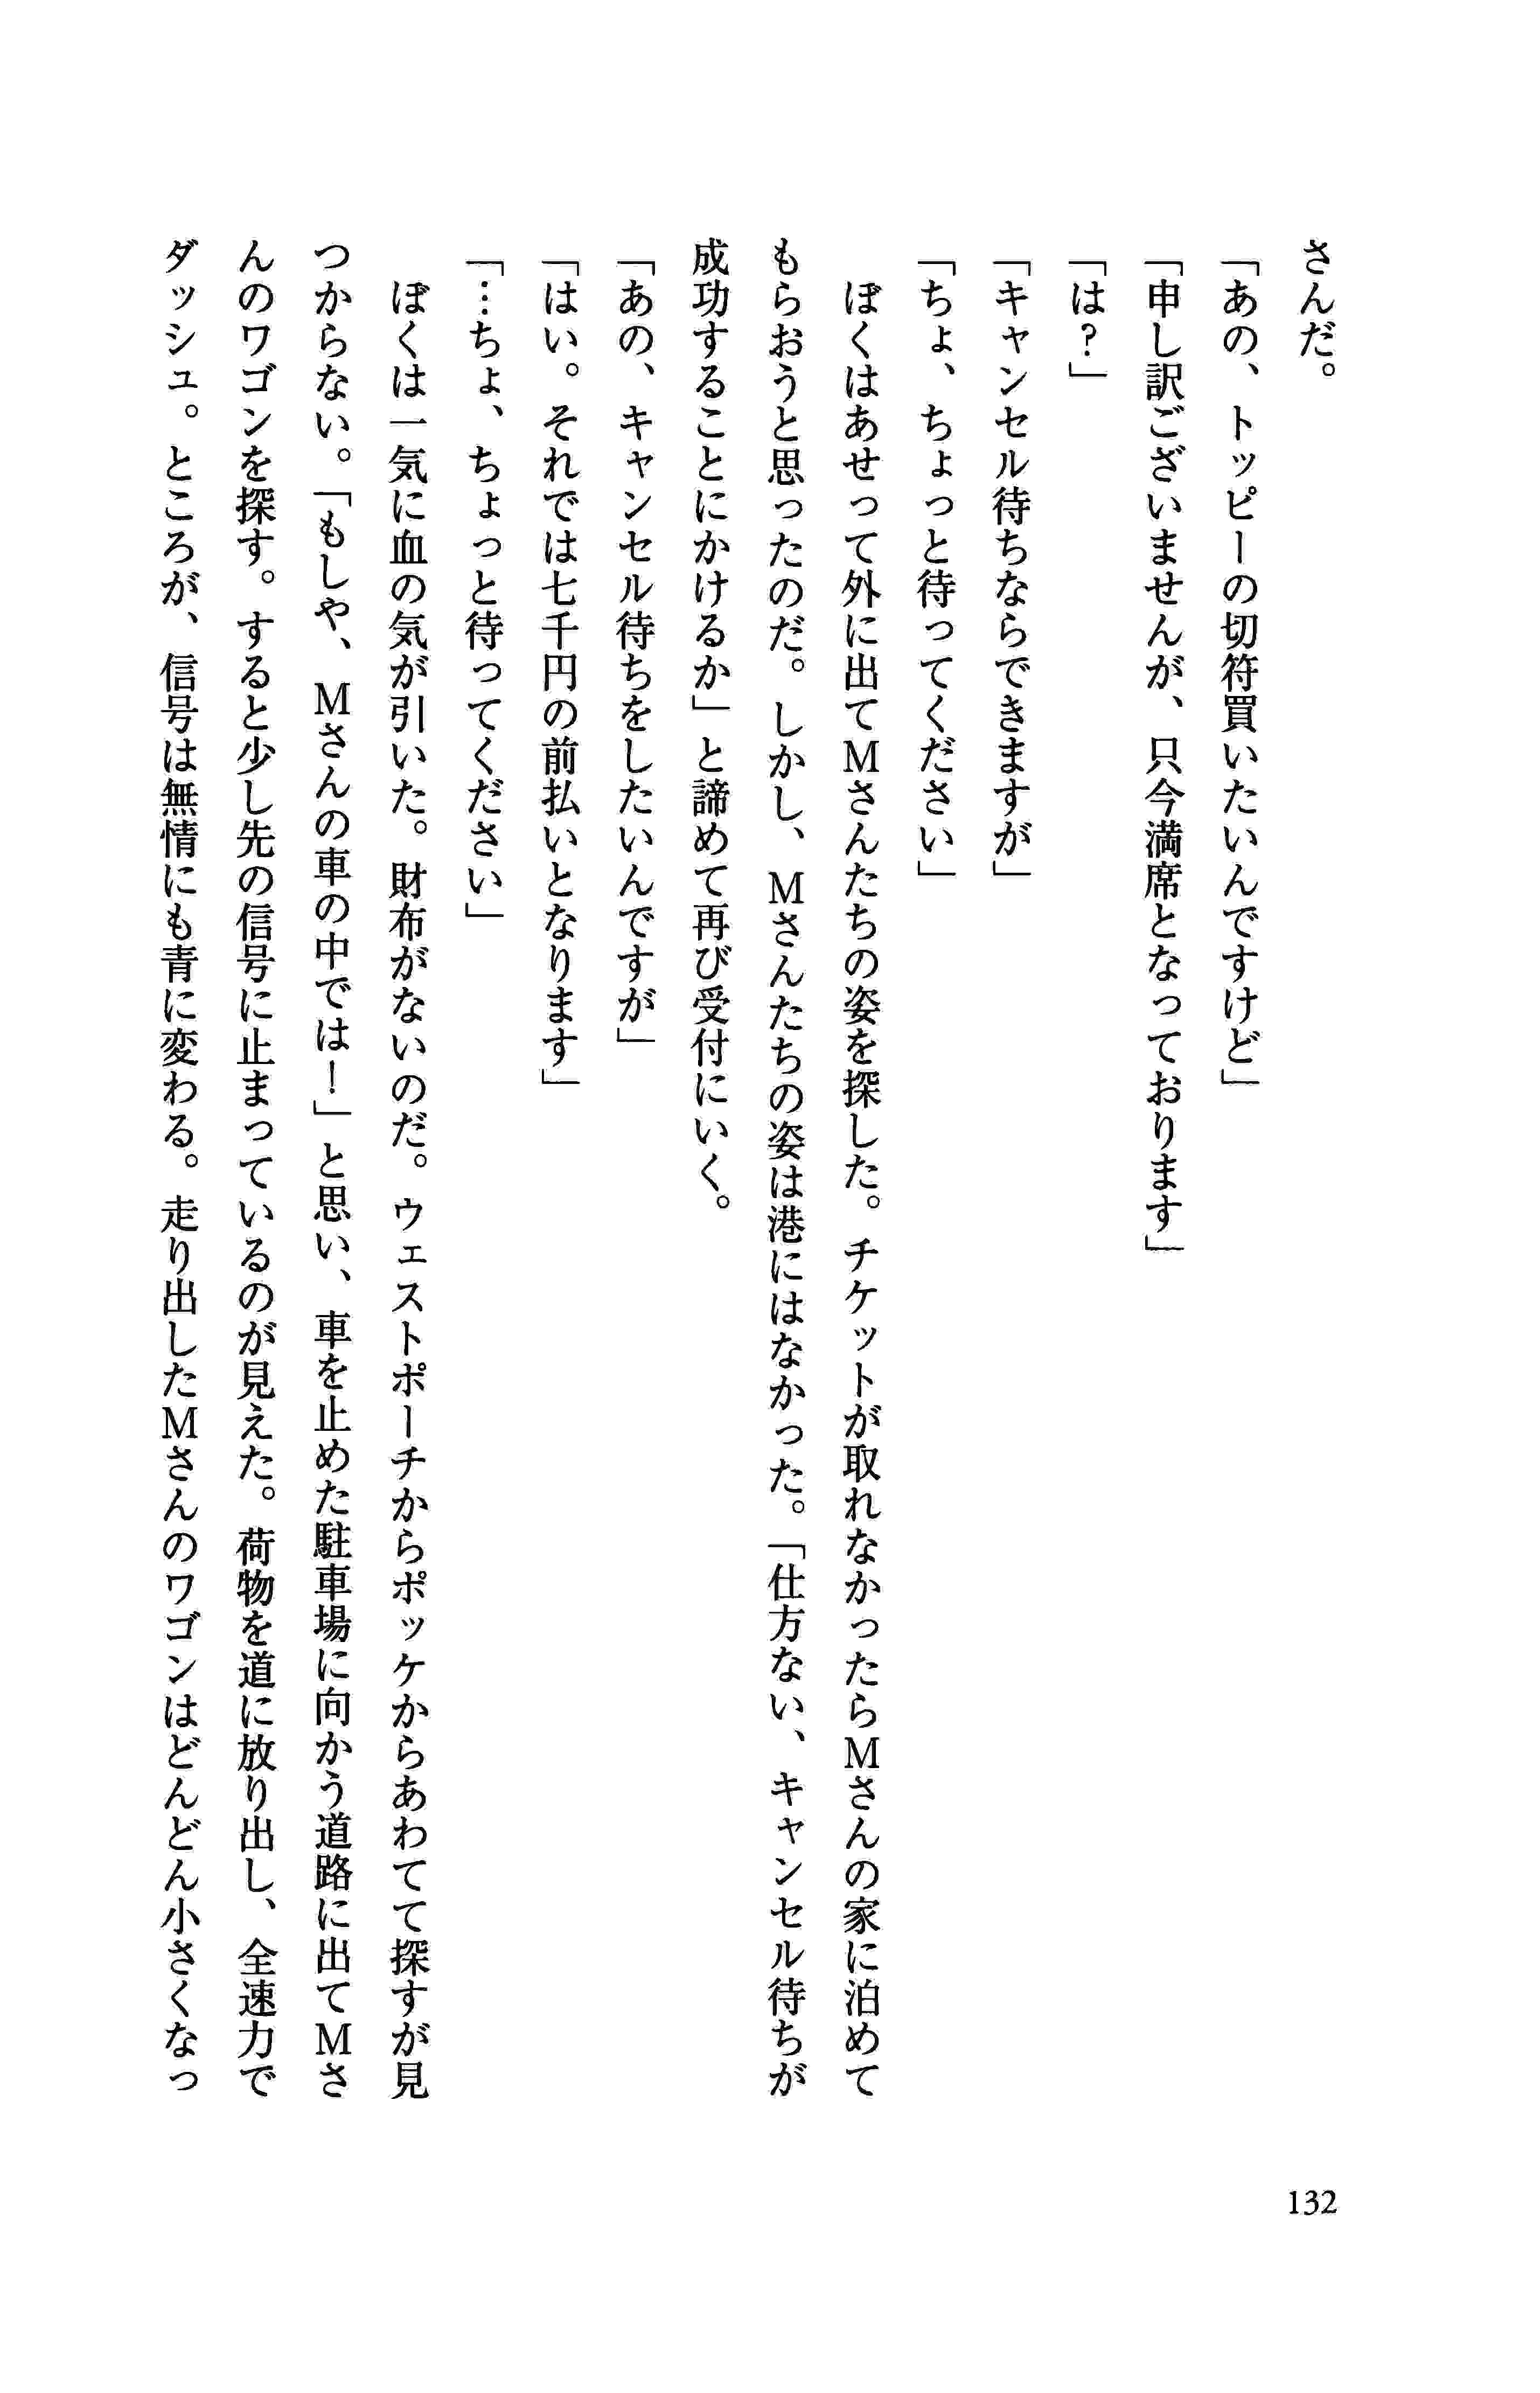 さんだ。
「あの、トッピーの切符買いたいんですけど」
「申し訳ございませんが、只今満席となっております」
「は?」
「キャンセル待ちならできますが」
「ちょ、ちょっと待ってください」
ぼくはあせって外に出てMさんたちの姿を探した。チケットが取れなかったらMさんの家に泊めて
もらおうと思ったのだ。しかし、Mさんたちの姿は港にはなかった。「仕方ない、キャンセル待ちが
成功することにかけるか」と諦めて再び受付にいく。
「あの、キャンセル待ちをしたいんですが」
「はい。それでは七千円の前払いとなります」
「…ちょ、ちょっと待ってください」
ぼくは一気に血の気が引いた。財布がないのだ。ウェストポーチからポッケからあわてて探すが見
つからない。「もしや、Mさんの車の中では!」と思い、車を止めた駐車場に向かう道路に出てMさ
んのワゴンを探す。すると少し先の信号に止まっているのが見えた。荷物を道に放り出し、全速力で
ダッシュ。ところが、信号は無情にも青に変わる。走り出したMさんのワゴンはどんどん小さくなっ
132